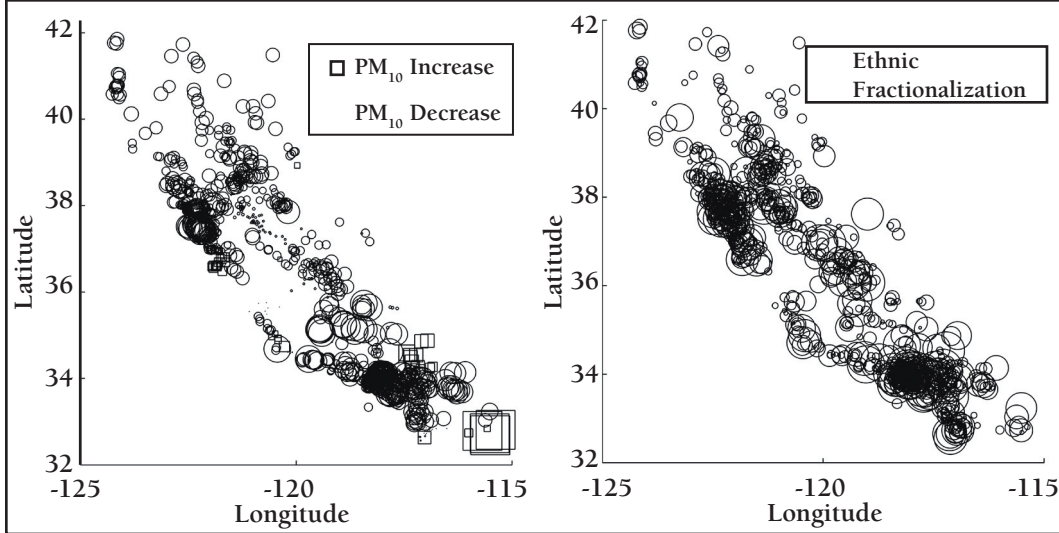 42
40
38
36
34
32
Latitude
-125
-120
-115
Longitude
PM10 Increase
PM10 Decrease
42
40
38
36
34
32
Latitude
-125
-120
-115
Longitude
Ethnic
Fractionalization